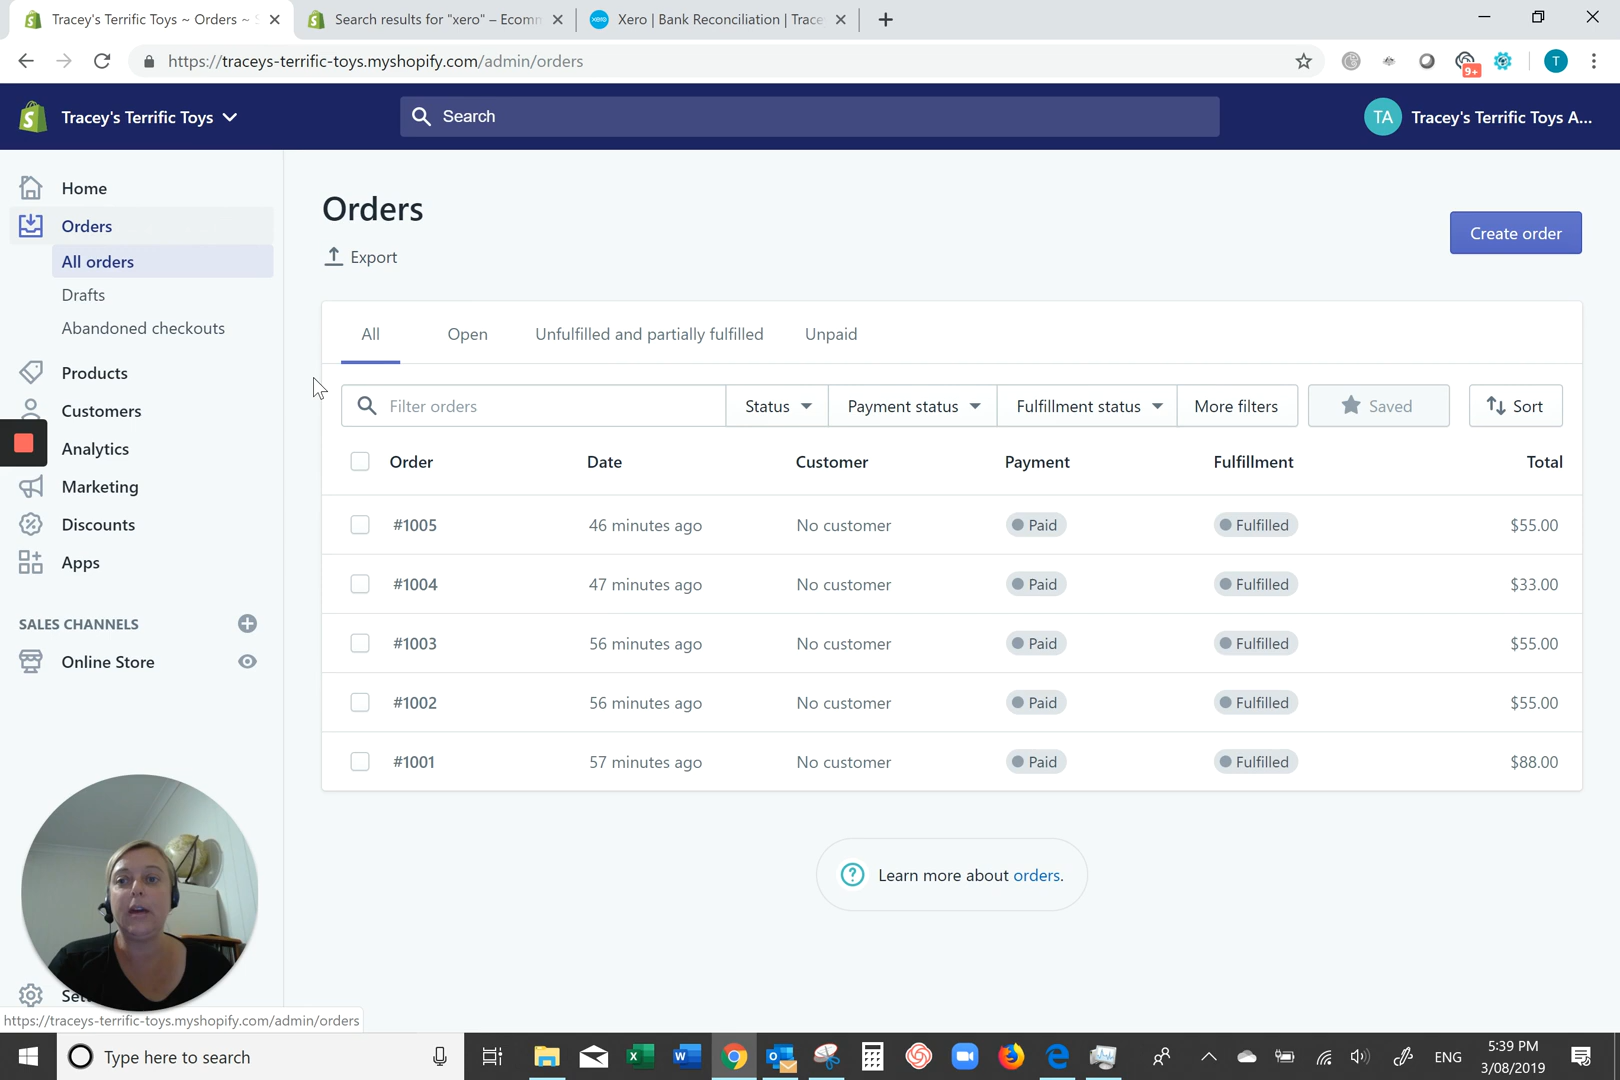 Tracey's Terrific Toys ~ Orders ~
Search results for "xero" – Ecom
Xero | Bank Reconciliation | Trace
https://traceys-terrific-toys.myshopify.com/admin/orders
9+
T
Tracey's Terrific Toys
Search
TA
Tracey's Terrific Toys A...
Home
Orders
All orders
Drafts
Abandoned checkouts
Products
Customers
Analytics
Marketing
Discounts
Apps
SALES CHANNELS
Online Store
Orders
Export
Create order
All Open Unfulfilled and partially fulfilled Unpaid
Filter orders Status Payment status Fulfillment status More filters Saved Sort
Order Date Customer Payment Fulfillment Total
#1005 46 minutes ago No customer Paid Fulfilled $55.00
#1004 47 minutes ago No customer Paid Fulfilled $33.00
#1003 56 minutes ago No customer Paid Fulfilled $55.00
#1002 56 minutes ago No customer Paid Fulfilled $55.00
#1001 57 minutes ago No customer Paid Fulfilled $88.00
Learn more about orders.
https://traceys-terrific-toys.myshopify.com/admin/orders
Type here to search
ENG
5:39 PM
3/08/2019